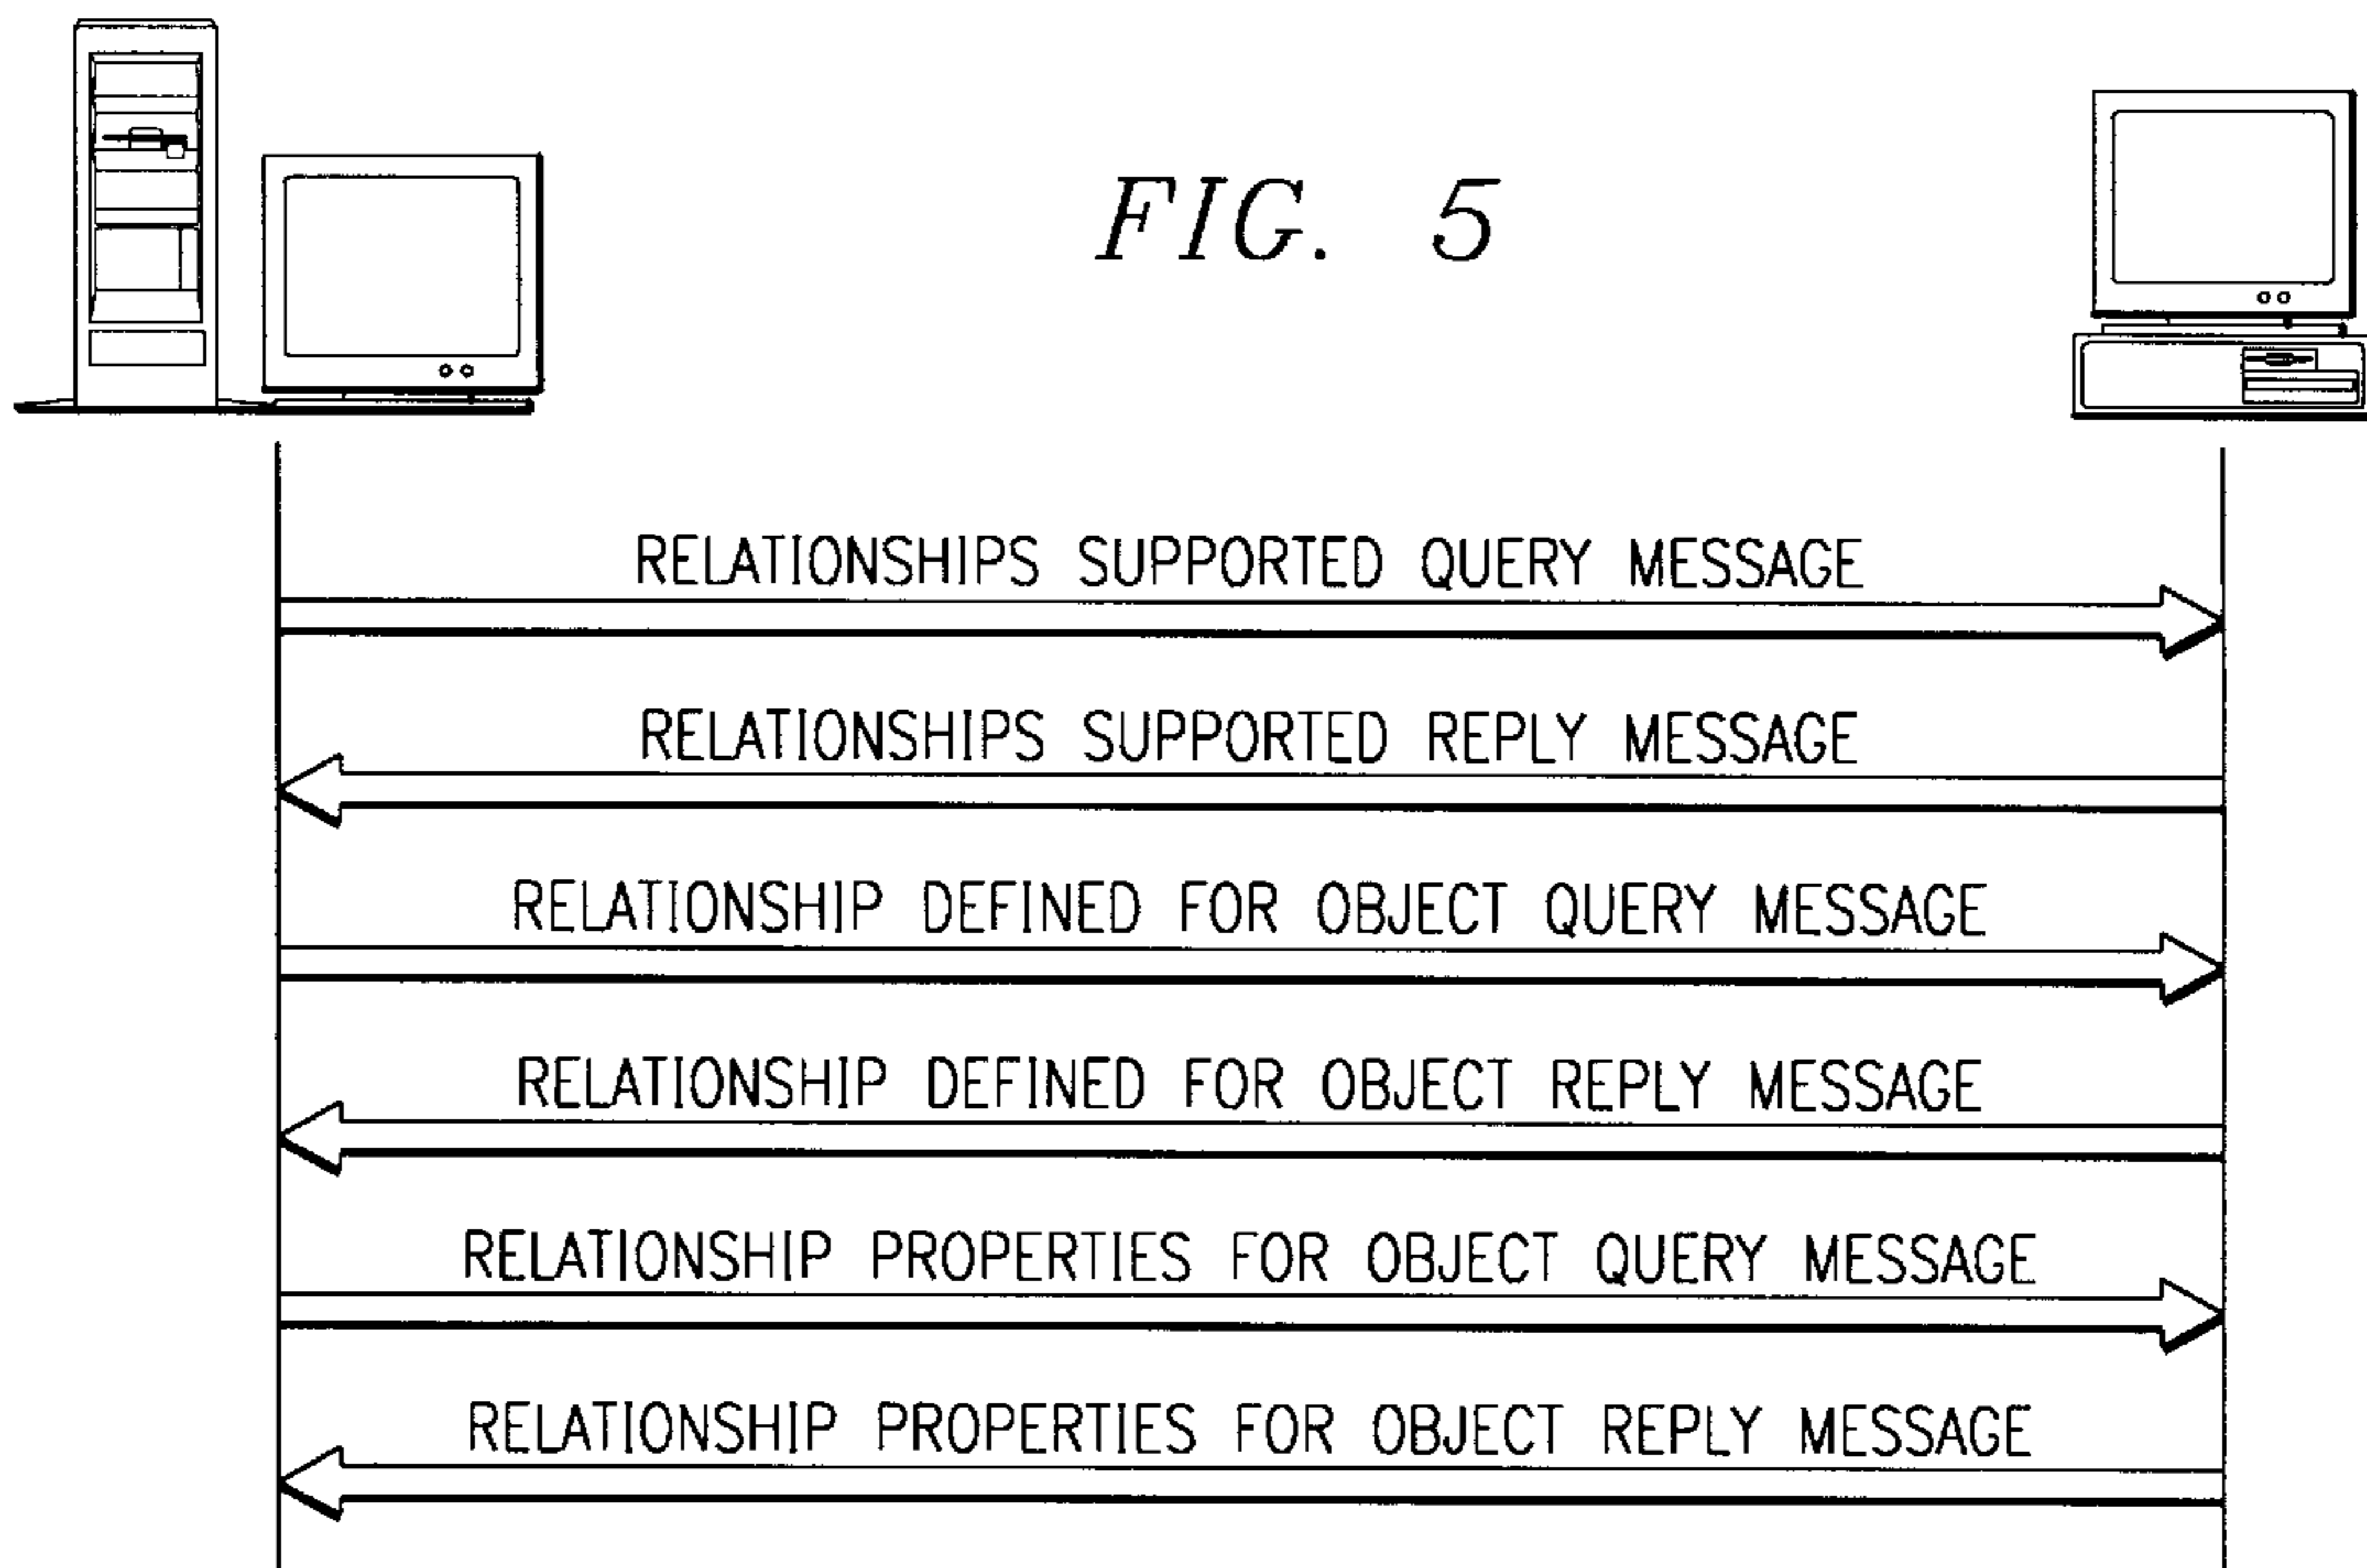 FIG. 5
RELATIONSHIPS SUPPORTED QUERY MESSAGE
RELATIONSHIPS SUPPORTED REPLY MESSAGE
RELATIONSHIP DEFINED FOR OBJECT QUERY MESSAGE
RELATIONSHIP DEFINED FOR OBJECT REPLY MESSAGE
RELATIONSHIP PROPERTIES FOR OBJECT QUERY MESSAGE
RELATIONSHIP PROPERTIES FOR OBJECT REPLY MESSAGE